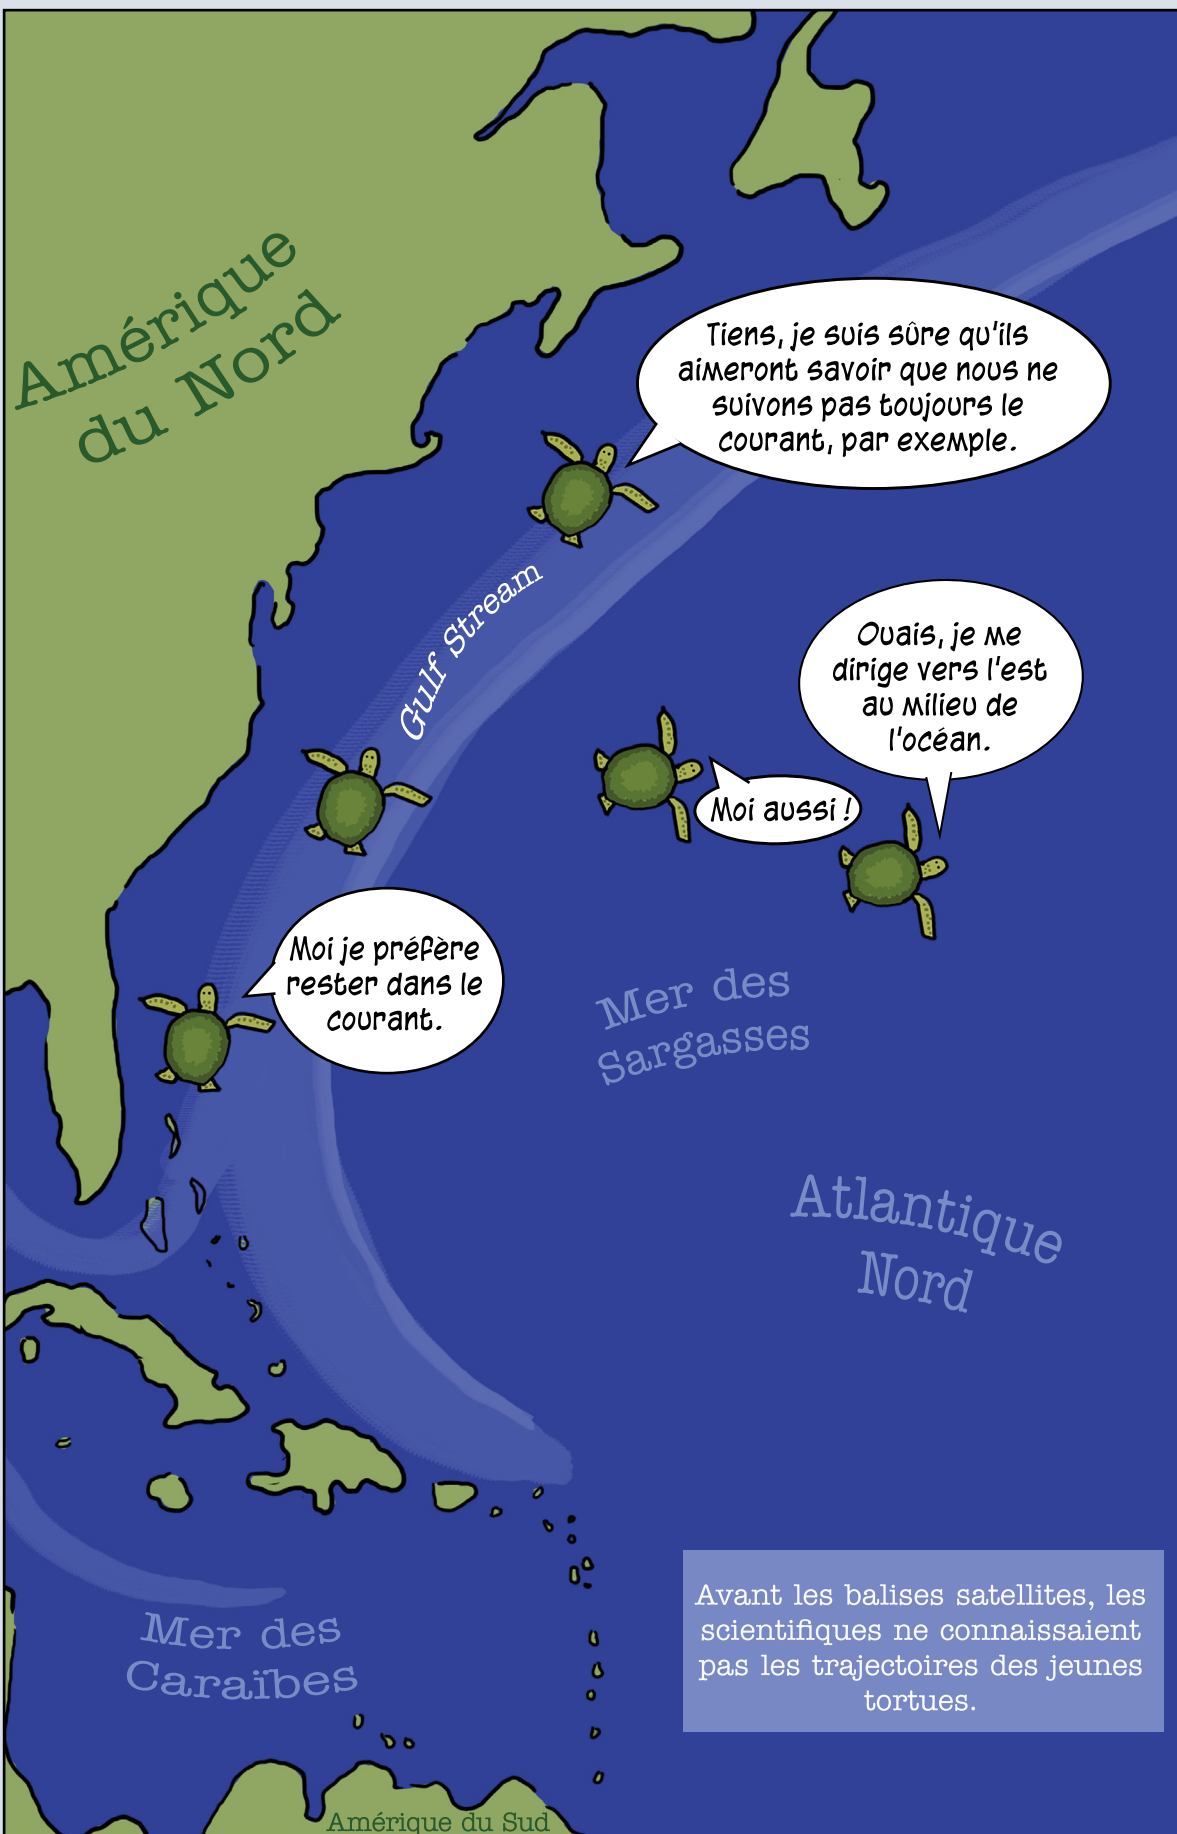 Amérique
du Nord
Tiens, je suis sûre qu'ils
aimeront savoir que nous ne
suivons pas toujours le
courant, par exemple.
Gulf Stream
Ouais, je me
dirige vers l'est
au milieu de
l'océan.
Moi aussi !
Moi je préfère
rester dans le
courant.
Mer des
Sargasses
Atlantique
Nord
Avant les balises satellites, les
scientifiques ne connaissaient
pas les trajectoires des jeunes
tortues.
Mer des
Caraïbes
Amérique du Sud